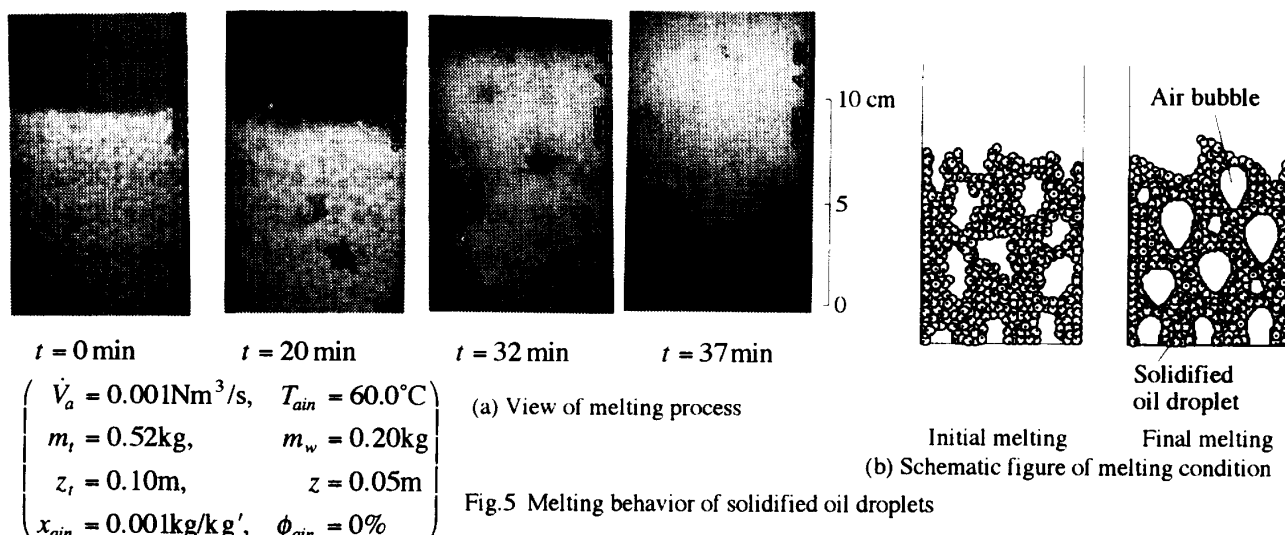 10 cm
5
0
Air bubble
Solidified
oil droplet
t = 0 min
t = 20 min
t = 32 min
t = 37 min
V̇a = 0.001Nm³/s, Tain = 60.0°C
mt = 0.52kg, mw = 0.20kg
zt = 0.10m, z = 0.05m
xain = 0.001kg/kg′, ϕain = 0%
(a) View of melting process
Initial melting
Final melting
(b) Schematic figure of melting condition
Fig.5 Melting behavior of solidified oil droplets